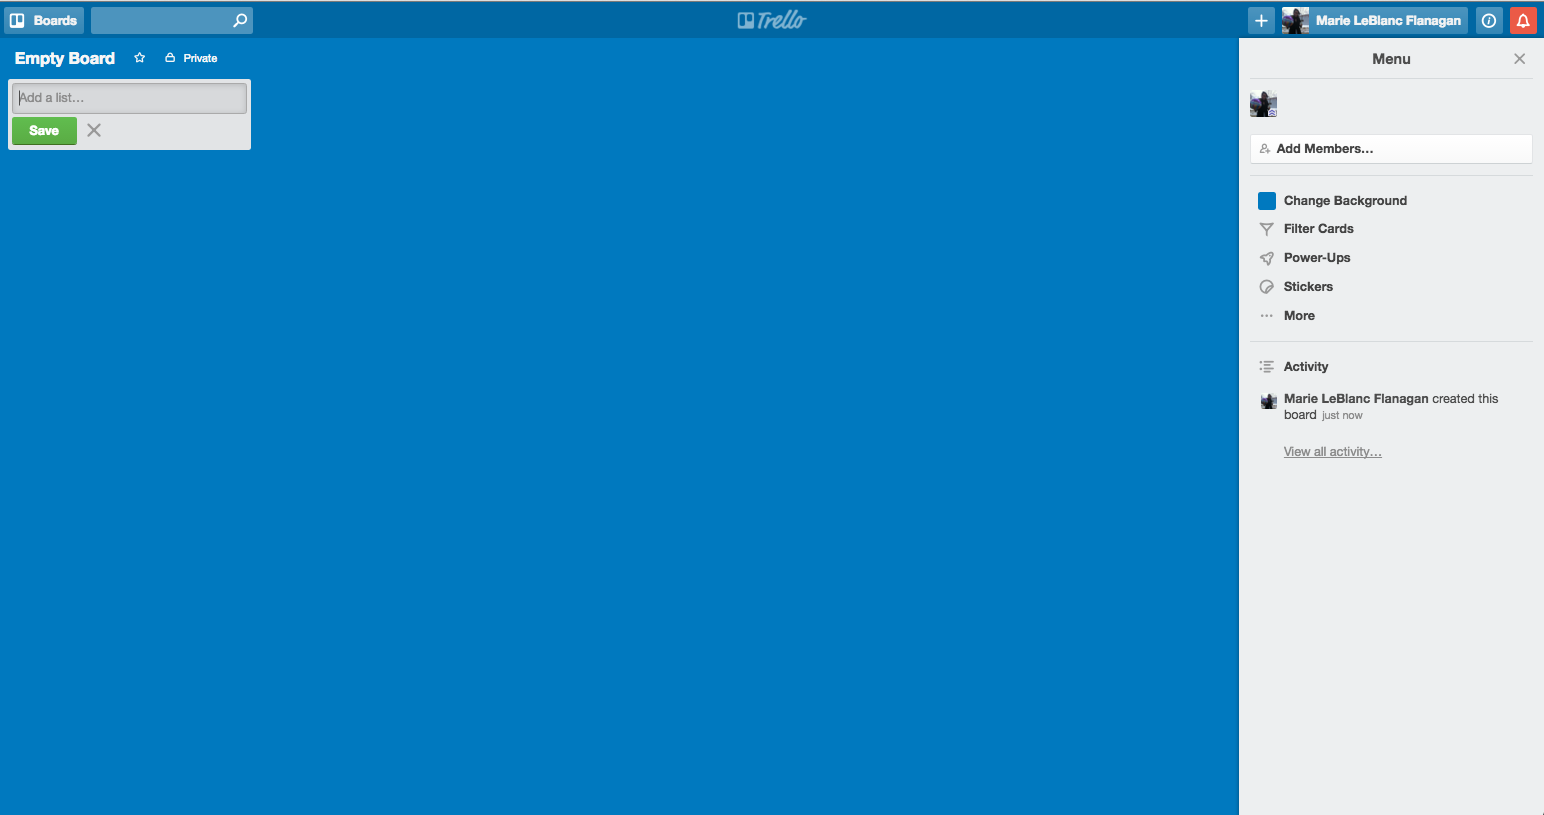 Boards
Trello
Marie LeBlanc Flanagan
Empty Board
Private
Add a list…
Save
Menu
Add Members…
Change Background
Filter Cards
Power-Ups
Stickers
More
Activity
Marie LeBlanc Flanagan created this
board just now
View all activity…